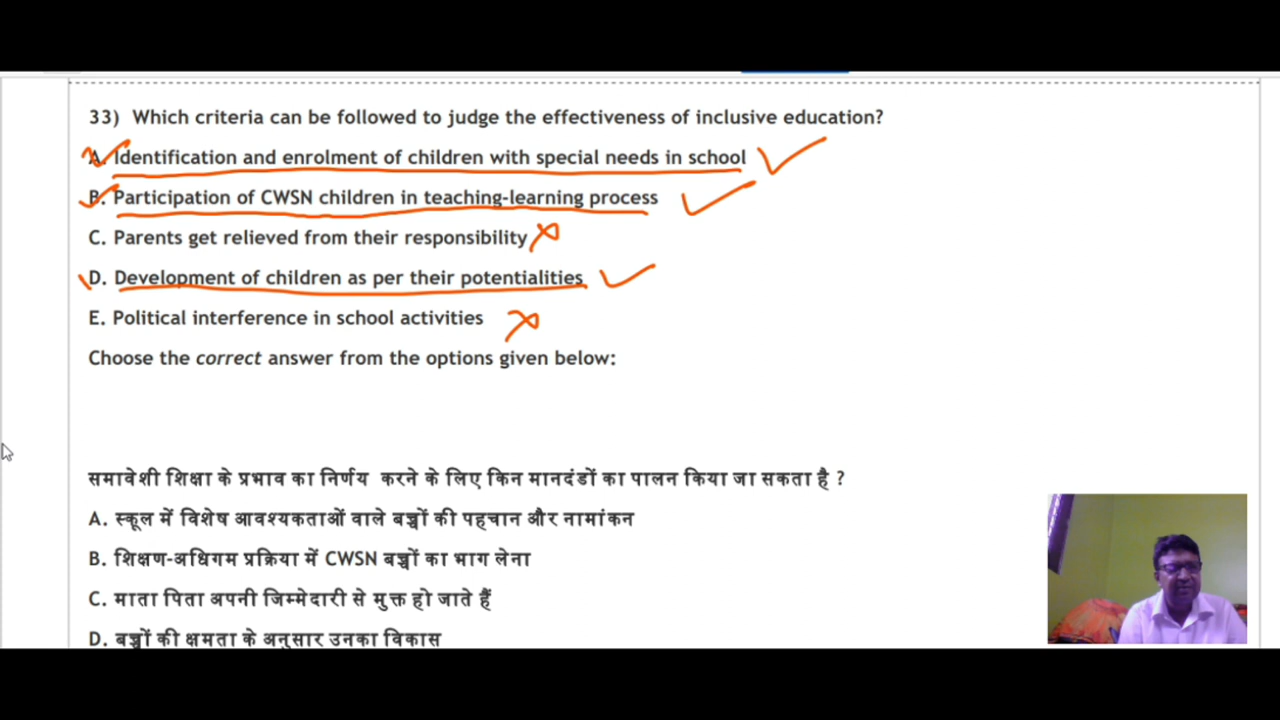 33) Which criteria can be followed to judge the effectiveness of inclusive education?
A. Identification and enrolment of children with special needs in school
B. Participation of CWSN children in teaching-learning process
C. Parents get relieved from their responsibility
D. Development of children as per their potentialities
E. Political interference in school activities
Choose the correct answer from the options given below:
समावेशी शिक्षा के प्रभाव का निर्णय करने के लिए किन मानदंडों का पालन किया जा सकता है ?
A. स्कूल में विशेष आवश्यकताओं वाले बच्चों की पहचान और नामांकन
B. शिक्षण-अधिगम प्रक्रिया में CWSN बच्चों का भाग लेना
C. माता पिता अपनी जिम्मेदारी से मुक्त हो जाते हैं
D. बच्चों की क्षमता के अनुसार उनका विकास